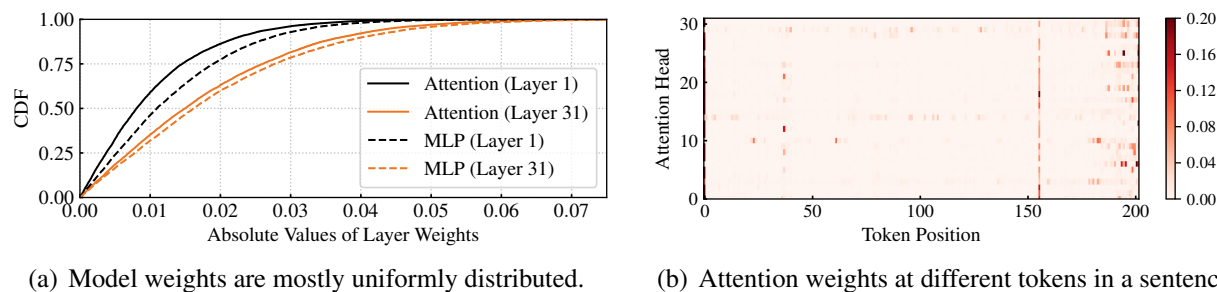 1.00
0.75
0.50
0.25
0.00
CDF
0.00 0.01 0.02 0.03 0.04 0.05 0.06 0.07
Absolute Values of Layer Weights
Attention (Layer 1)
Attention (Layer 31)
MLP (Layer 1)
MLP (Layer 31)
(a) Model weights are mostly uniformly distributed.
30
20
10
0
Attention Head
0 50 100 150 200
Token Position
0.20
0.16
0.12
0.08
0.04
0.00
(b) Attention weights at different tokens in a sentenc